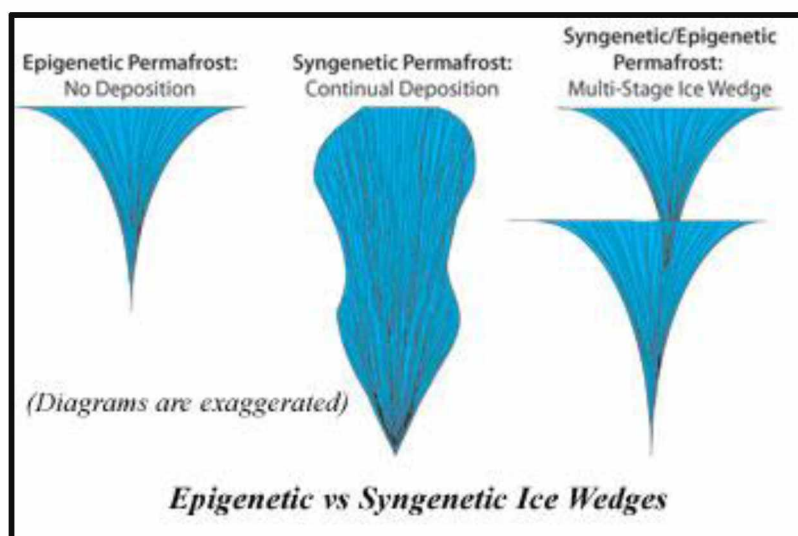 Epigenetic Permafrost:
No Deposition
Syngenetic Permafrost:
Continual Deposition
Syngenetic/Epigenetic
Permafrost:
Multi-Stage Ice Wedge
(Diagrams are exaggerated)
Epigenetic vs Syngenetic Ice Wedges